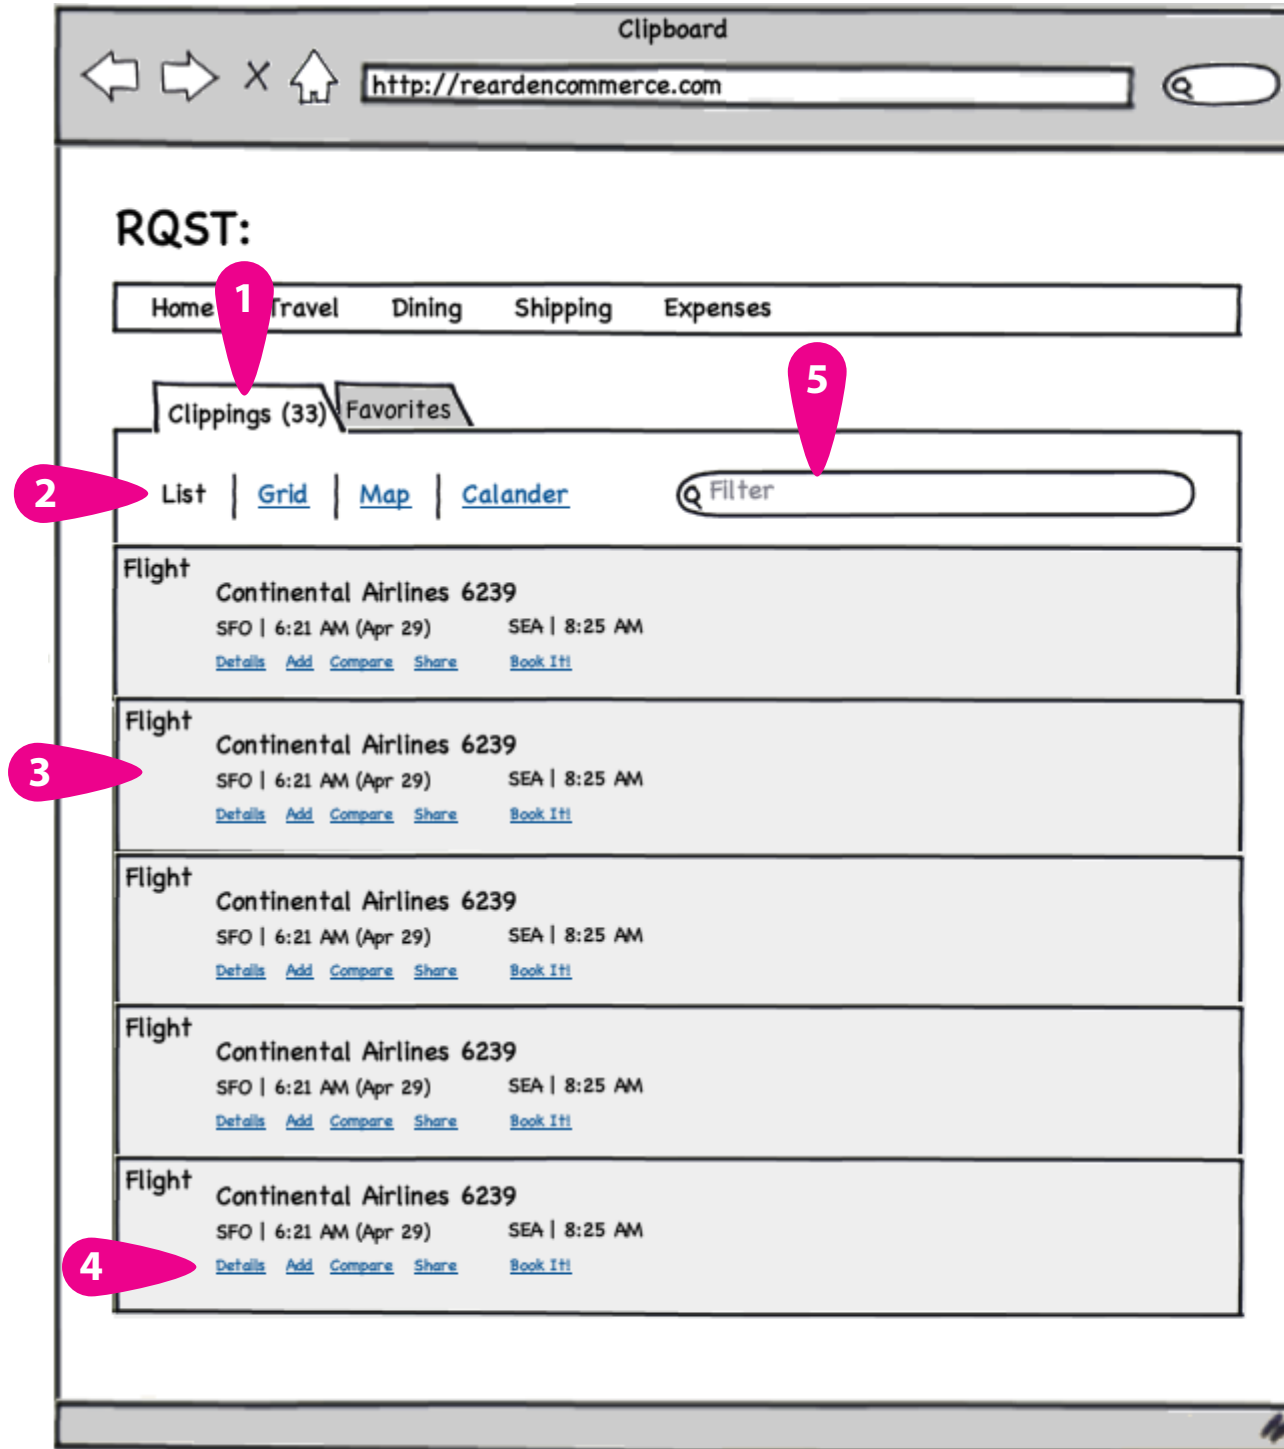 Clipboard
http://reardencommerce.com
RQST:
1
Home Travel Dining Shipping Expenses
5
Clippings (33) Favorites
2
List | Grid | Map | Calander Filter
Flight
Continental Airlines 6239
SFO | 6:21 AM (Apr 29) SEA | 8:25 AM
Details Add Compare Share Book It!
Flight
Continental Airlines 6239
3
SFO | 6:21 AM (Apr 29) SEA | 8:25 AM
Details Add Compare Share Book It!
Flight
Continental Airlines 6239
SFO | 6:21 AM (Apr 29) SEA | 8:25 AM
Details Add Compare Share Book It!
Flight
Continental Airlines 6239
SFO | 6:21 AM (Apr 29) SEA | 8:25 AM
Details Add Compare Share Book It!
Flight
Continental Airlines 6239
SFO | 6:21 AM (Apr 29) SEA | 8:25 AM
4
Details Add Compare Share Book It!